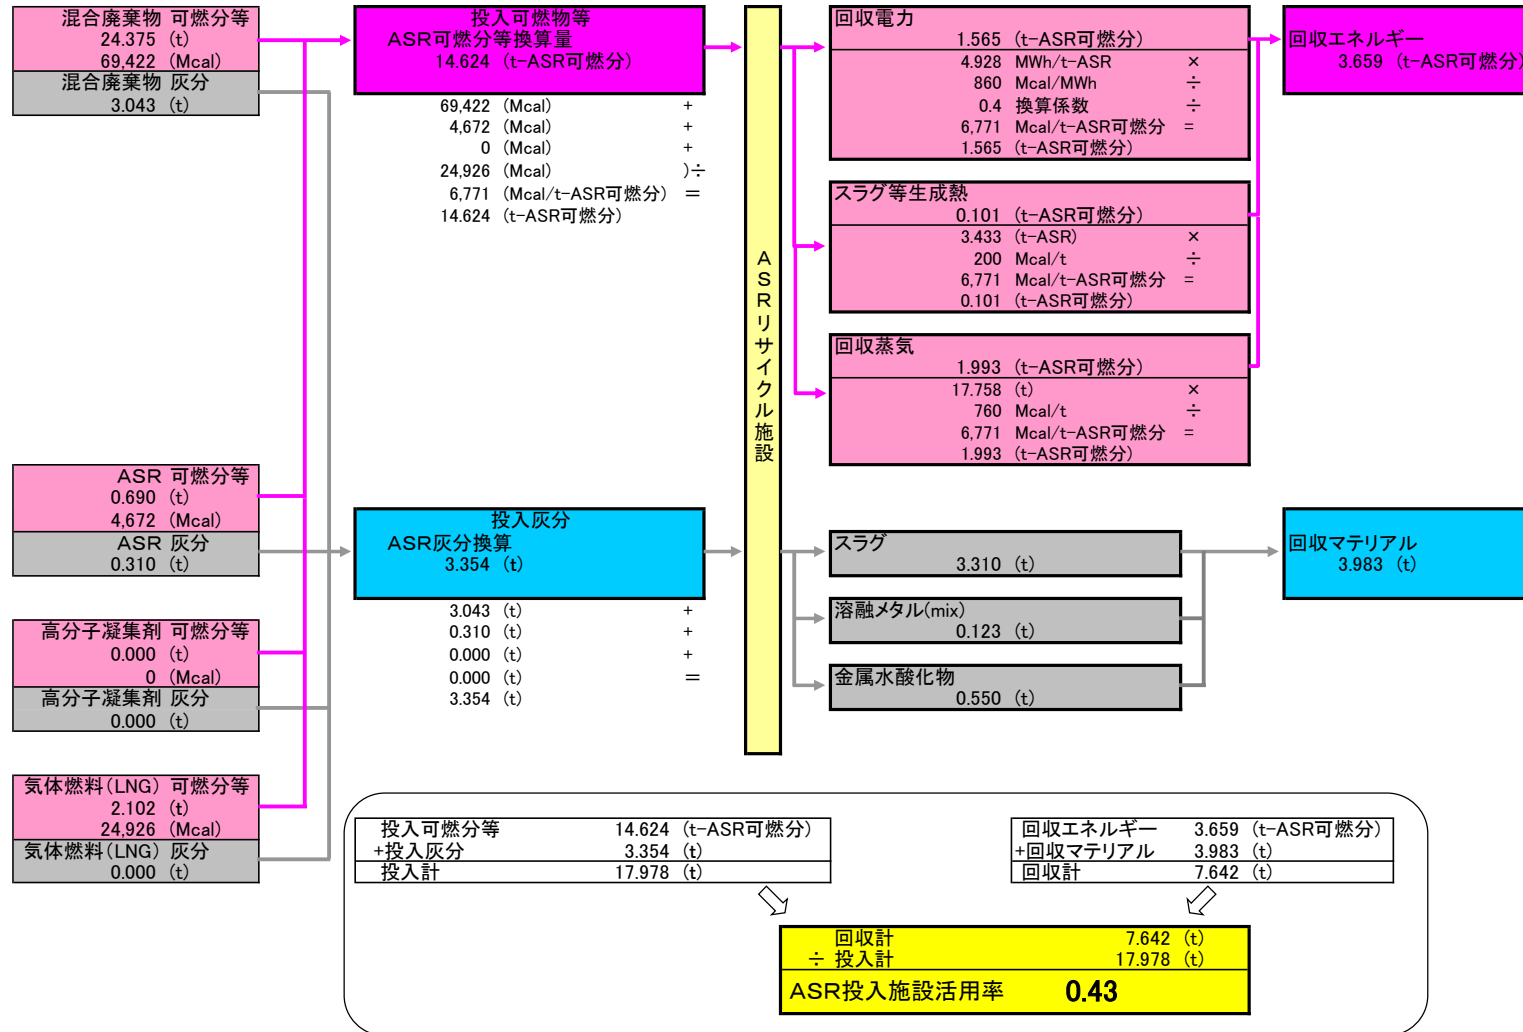 混合廃棄物 可燃分等
24.375 (t)
69,422 (Mcal)
混合廃棄物 灰分
3.043 (t)
ASR 可燃分等
0.690 (t)
4,672 (Mcal)
ASR 灰分
0.310 (t)
高分子凝集剤 可燃分等
0.000 (t)
0 (Mcal)
高分子凝集剤 灰分
0.000 (t)
気体燃料(LNG) 可燃分等
2.102 (t)
24,926 (Mcal)
気体燃料(LNG) 灰分
0.000 (t)
投入可燃物等
ASR可燃分等換算量
14.624 (t-ASR可燃分)
69,422 (Mcal) +
4,672 (Mcal) +
0 (Mcal) +
24,926 (Mcal) )÷
6,771 (Mcal/t-ASR可燃分) =
14.624 (t-ASR可燃分)
投入灰分
ASR灰分換算
3.354 (t)
3.043 (t) +
0.310 (t) +
0.000 (t) +
0.000 (t) =
3.354 (t)
ASRリサイクル施設
回収電力
1.565 (t-ASR可燃分)
4.928 MWh/t-ASR ×
860 Mcal/MWh ÷
0.4 換算係数 ÷
6,771 Mcal/t-ASR可燃分 =
1.565 (t-ASR可燃分)
スラグ等生成熱
0.101 (t-ASR可燃分)
3.433 (t-ASR) ×
200 Mcal/t ÷
6,771 Mcal/t-ASR可燃分 =
0.101 (t-ASR可燃分)
回収蒸気
1.993 (t-ASR可燃分)
17.758 (t) ×
760 Mcal/t ÷
6,771 Mcal/t-ASR可燃分 =
1.993 (t-ASR可燃分)
スラグ
3.310 (t)
溶融メタル(mix)
0.123 (t)
金属水酸化物
0.550 (t)
回収エネルギー
3.659 (t-ASR可燃分)
回収マテリアル
3.983 (t)
投入可燃分等 14.624 (t-ASR可燃分)
+投入灰分 3.354 (t)
投入計 17.978 (t)
回収エネルギー 3.659 (t-ASR可燃分)
+回収マテリアル 3.983 (t)
回収計 7.642 (t)
回収計 7.642 (t)
÷ 投入計 17.978 (t)
ASR投入施設活用率 0.43